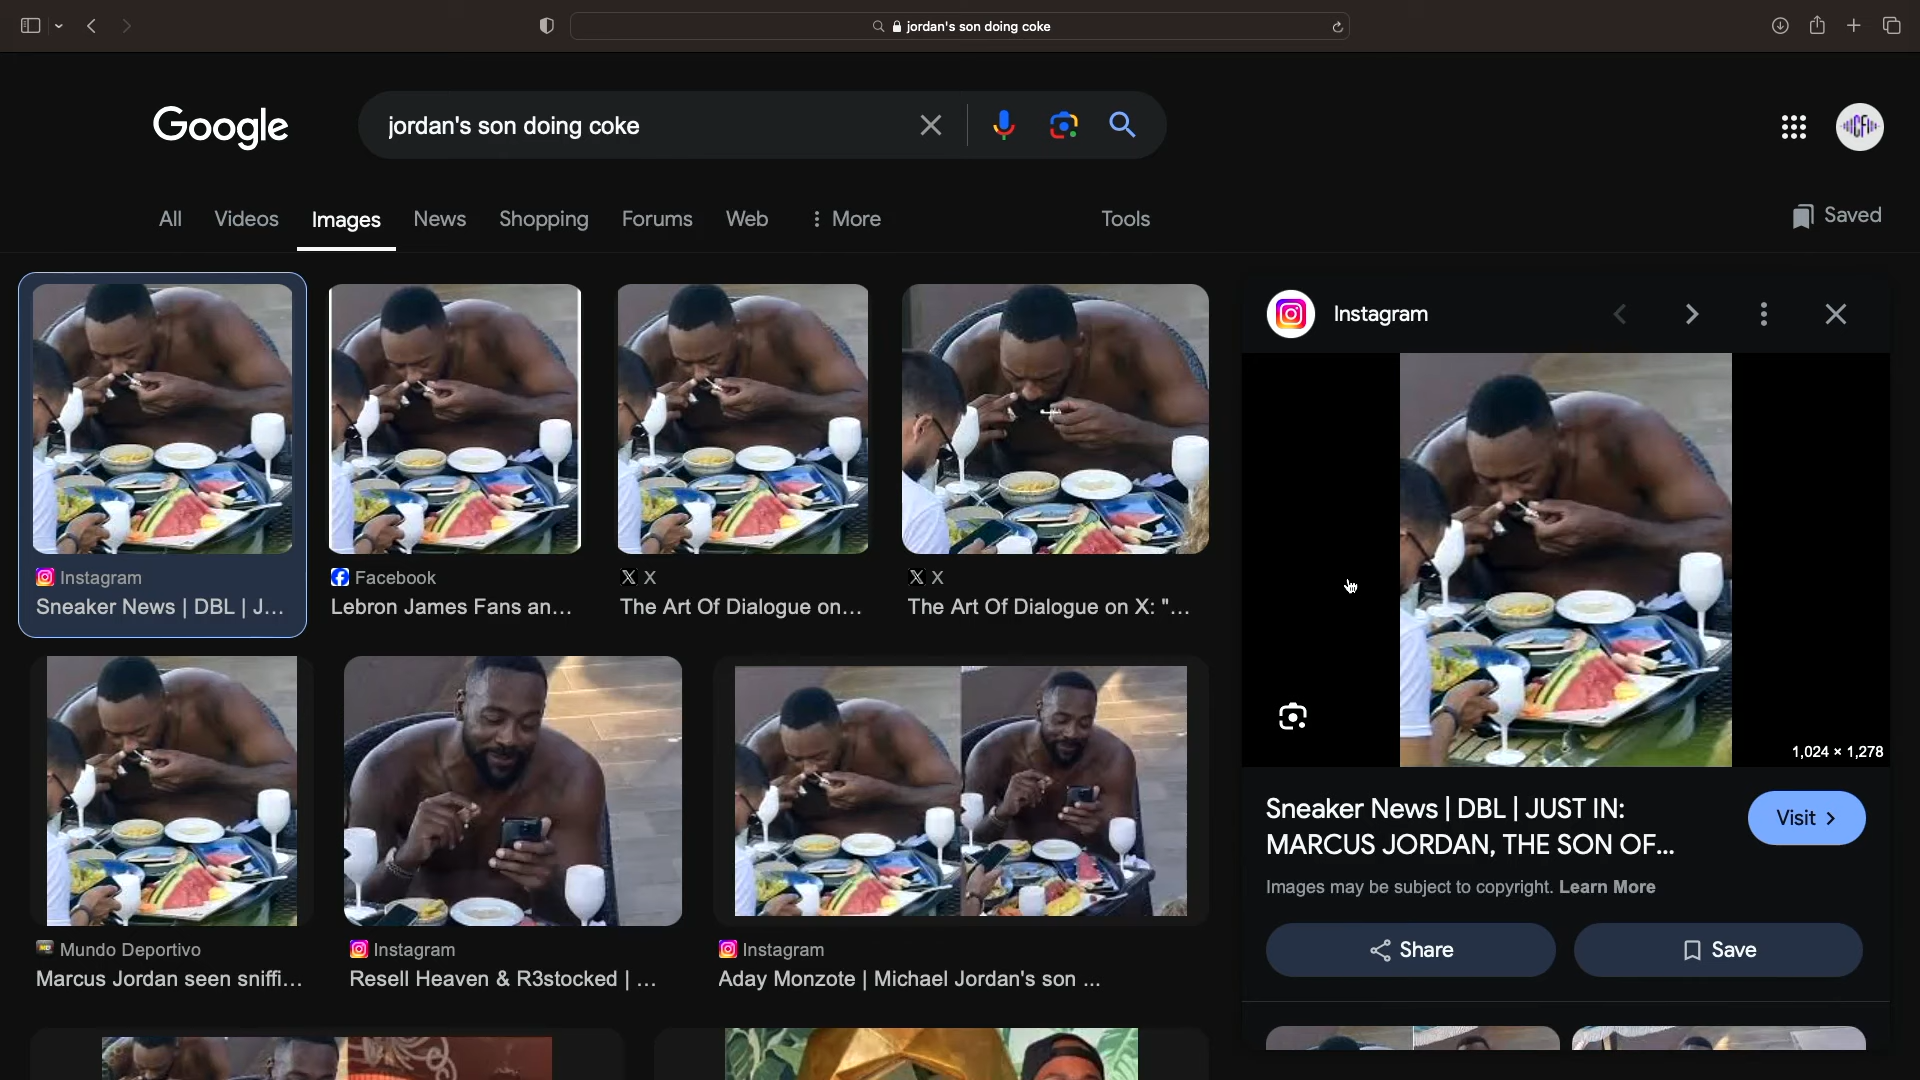 jordan's son doing coke
Google
jordan's son doing coke
All Videos Images News Shopping Forums Web More Tools
Saved
Instagram
Sneaker News | DBL | J...
Facebook
Lebron James Fans an...
X
The Art Of Dialogue on...
X
The Art Of Dialogue on X: "...
Mundo Deportivo
Marcus Jordan seen sniffi...
Instagram
Resell Heaven & R3stocked | ...
Instagram
Aday Monzote | Michael Jordan's son ...
Instagram
1,024 × 1,278
Sneaker News | DBL | JUST IN:
MARCUS JORDAN, THE SON OF...
Visit
Images may be subject to copyright. Learn More
Share
Save